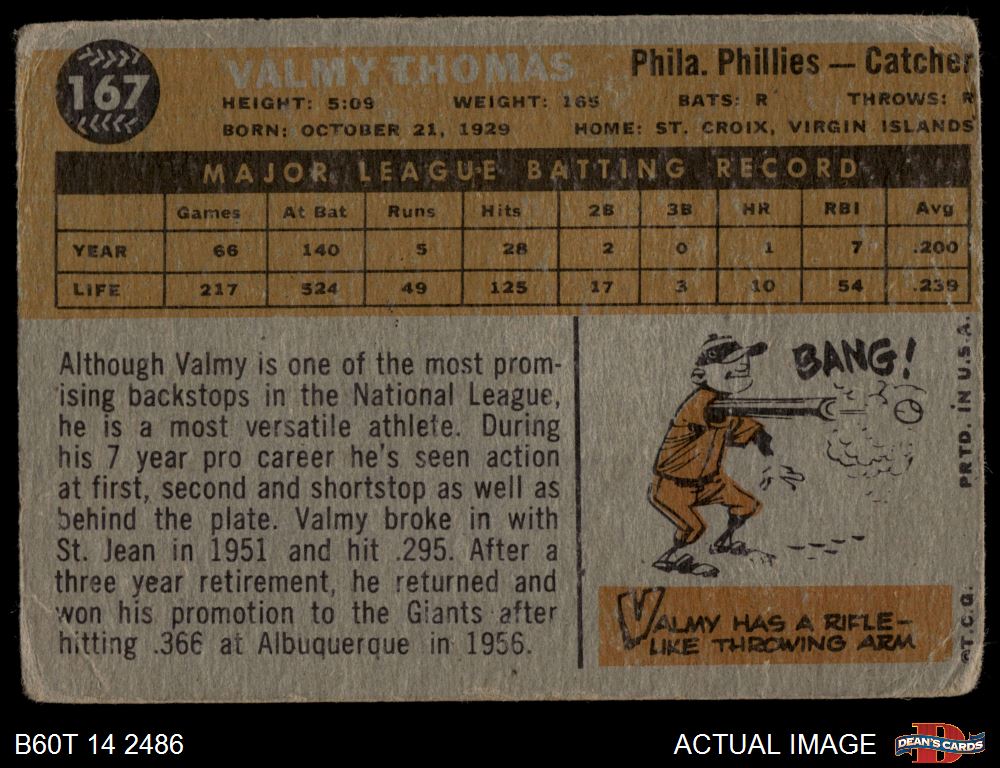 167
VALMY THOMAS
Phila. Phillies — Catcher
HEIGHT: 5:09 WEIGHT: 165 BATS: R THROWS: R
BORN: OCTOBER 21, 1929 HOME: ST. CROIX, VIRGIN ISLANDS
MAJOR LEAGUE BATTING RECORD
Games At Bat Runs Hits 2B 3B HR RBI Avg
YEAR 66 140 5 28 2 0 1 7 .200
LIFE 217 524 49 125 17 3 10 54 .239
Although Valmy is one of the most prom-
ising backstops in the National League,
he is a most versatile athlete. During
his 7 year pro career he's seen action
at first, second and shortstop as well as
behind the plate. Valmy broke in with
St. Jean in 1951 and hit .295. After a
three year retirement, he returned and
won his promotion to the Giants after
hitting .366 at Albuquerque in 1956.
BANG!
VALMY HAS A RIFLE-
LIKE THROWING ARM
©T.C.G. PRTD. IN U.S.A.
B60T 14 2486
ACTUAL IMAGE
D
DEAN'S CARDS